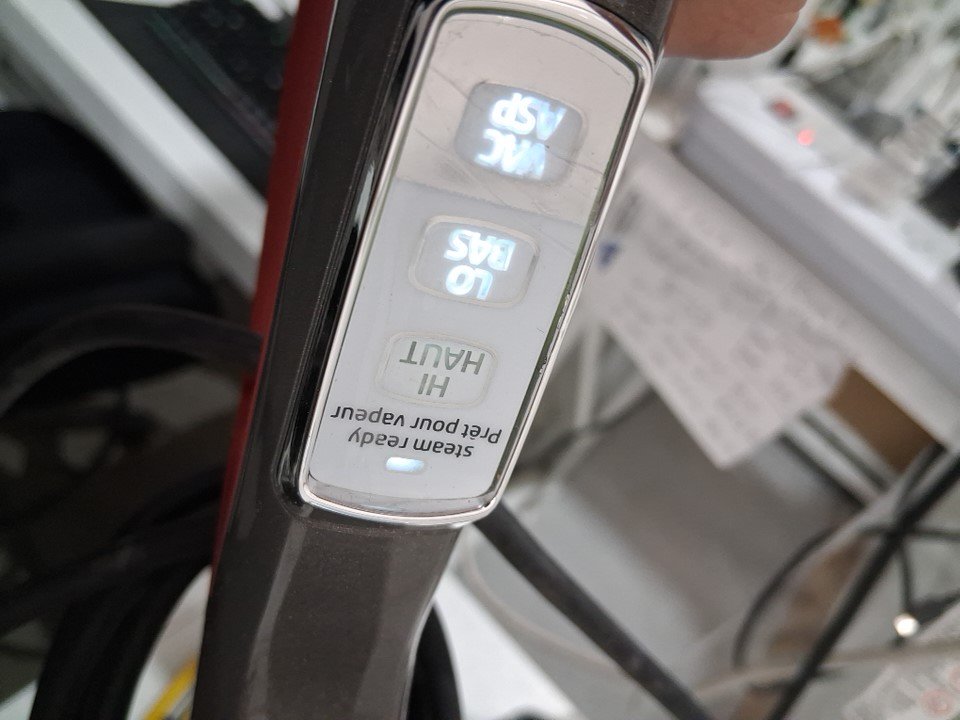 steam ready
Prêt pour vapeur
HI
HAUT
LO
BAS
VAC
ASP